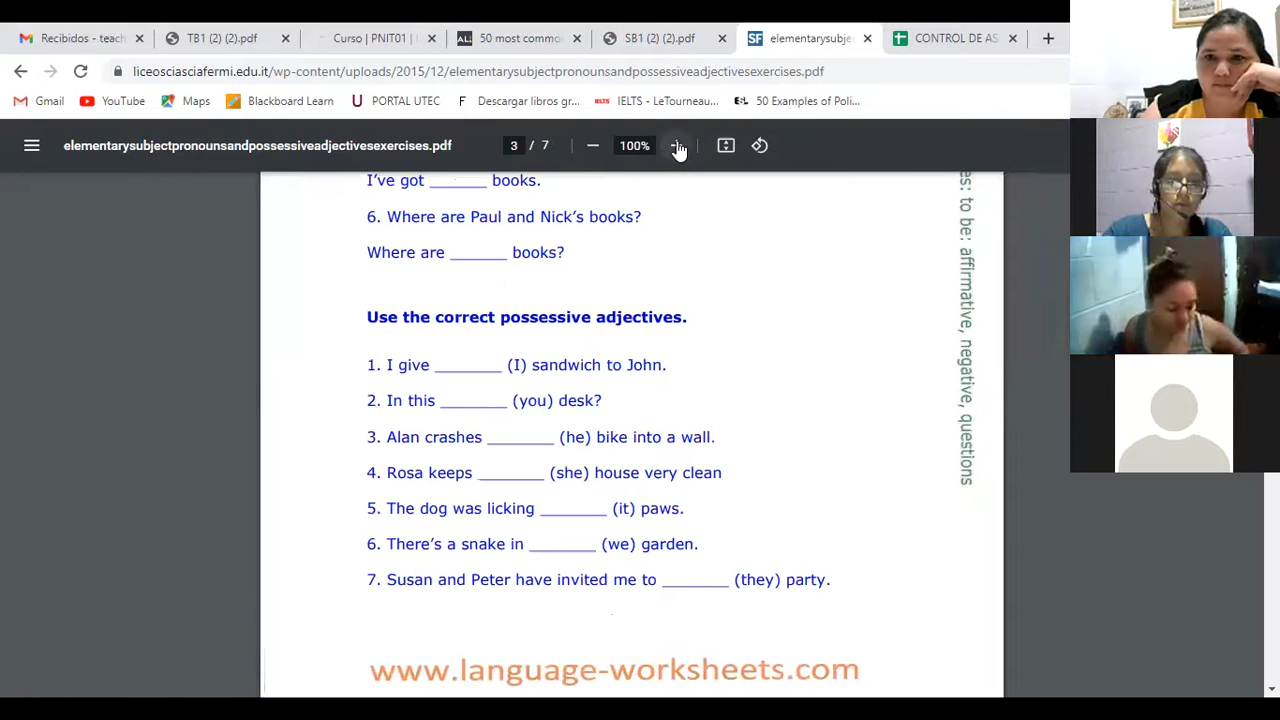 Recibidos - teach
TB1 (2) (2).pdf
Curso | PNIT01 |
50 most commo
SB1 (2) (2).pdf
elementarysubje
CONTROL DE AS
liceosciasciafermi.edu.it/wp-content/uploads/2015/12/elementarysubjectpronounsandpossessiveadjectivesexercises.pdf
Gmail
YouTube
Maps
Blackboard Learn
PORTAL UTEC
Descargar libros gr...
IELTS - LeTourneau...
50 Examples of Poli...
elementarysubjectpronounsandpossessiveadjectivesexercises.pdf
3 / 7
100%
I've got _______ books.
6. Where are Paul and Nick's books?
Where are _______ books?
Use the correct possessive adjectives.
1. I give ________ (I) sandwich to John.
2. In this ________ (you) desk?
3. Alan crashes ________ (he) bike into a wall.
4. Rosa keeps ________ (she) house very clean
5. The dog was licking ________ (it) paws.
6. There's a snake in ________ (we) garden.
7. Susan and Peter have invited me to ________ (they) party.
www.language-worksheets.com
es: to be: affirmative, negative, questions